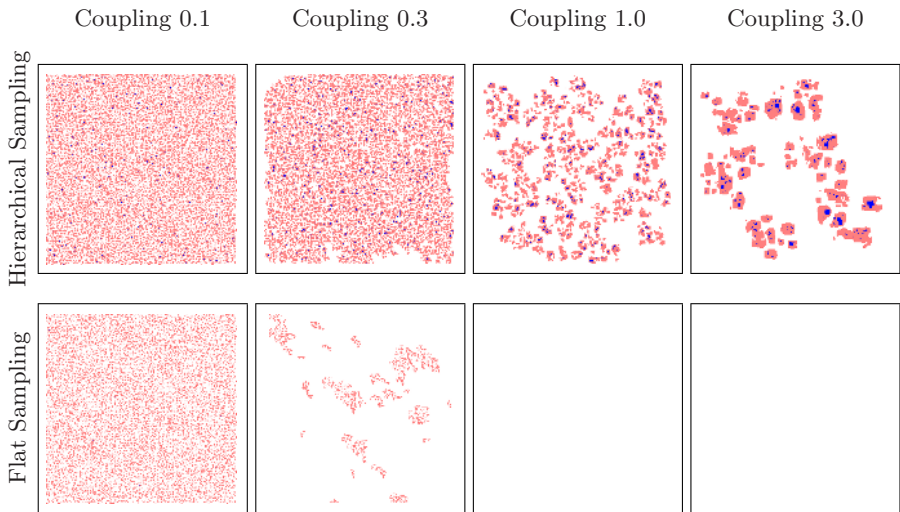 Coupling 0.1
Coupling 0.3
Coupling 1.0
Coupling 3.0
Hierarchical Sampling
Flat Sampling